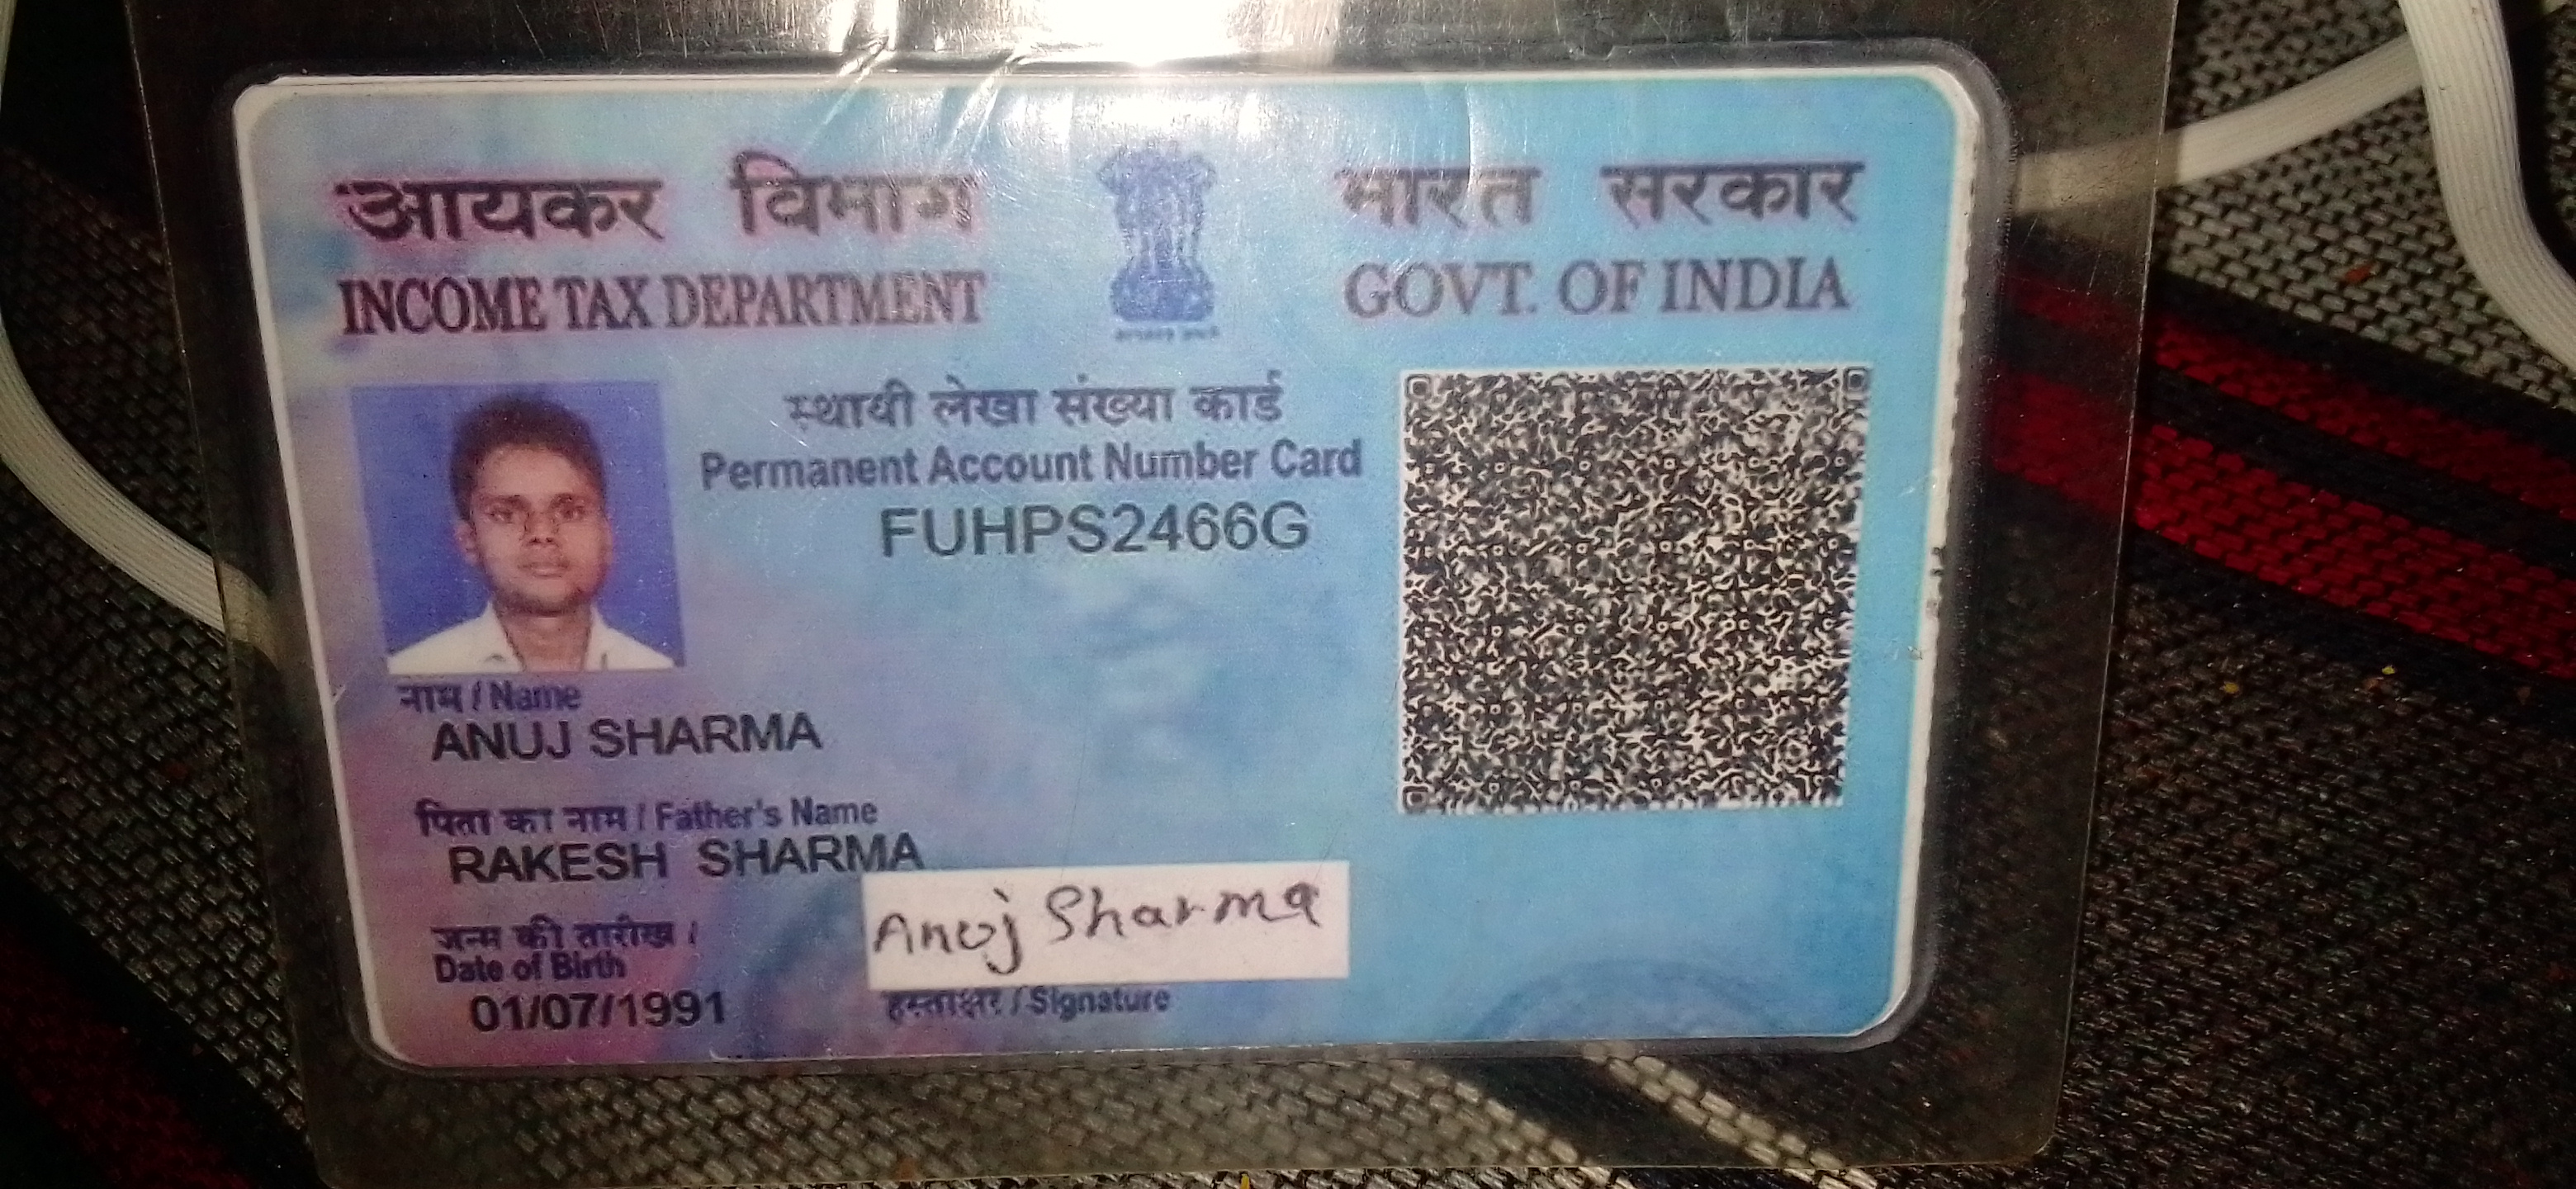 आयकर विभाग
INCOME TAX DEPARTMENT
भारत सरकार
GOVT. OF INDIA
स्थायी लेखा संख्या कार्ड
Permanent Account Number Card
FUHPS2466G
नाम / Name
ANUJ SHARMA
पिता का नाम / Father's Name
RAKESH SHARMA
जन्म की तारीख /
Date of Birth
01/07/1991
Anuj Sharma
हस्ताक्षर / Signature